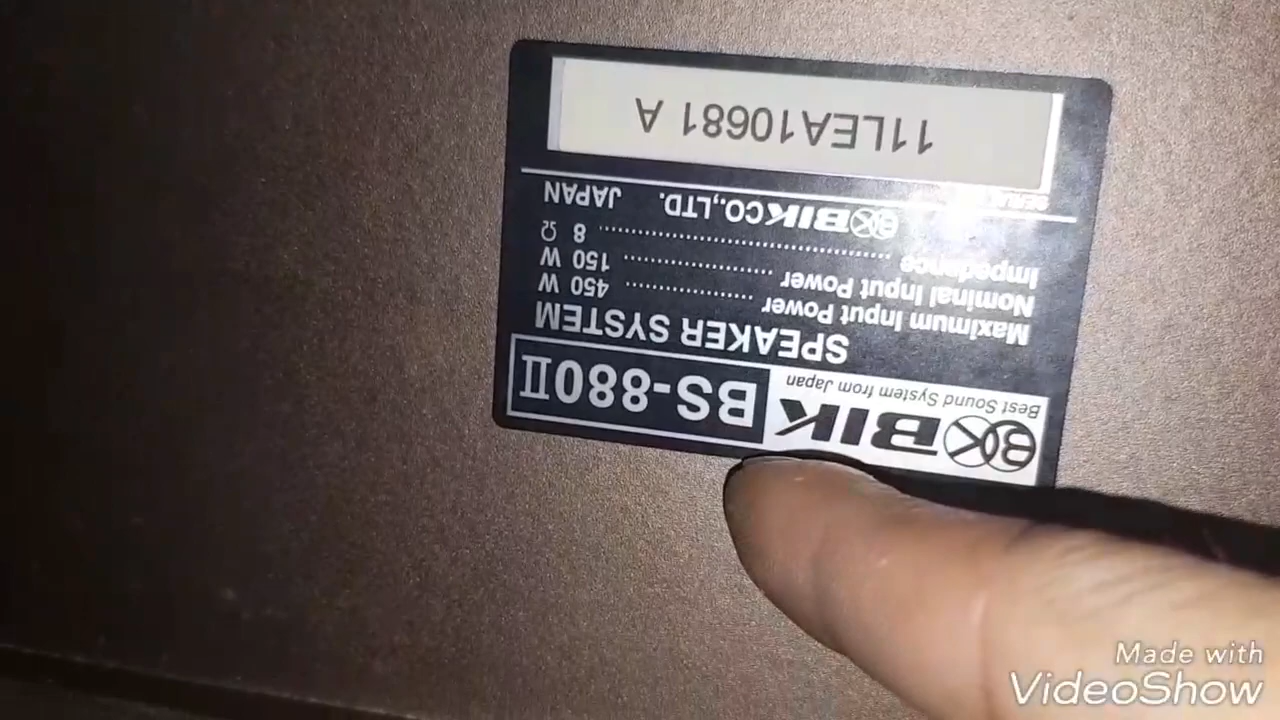 BIK BS-880II
Best Sound System from Japan
SPEAKER SYSTEM
Maximum Input Power ............... 450 W
Nominal Input Power ................ 150 W
Impedance .............................. 8 Ω
BIK CO.,LTD. JAPAN
11LEA10681 A
Made with
VideoShow